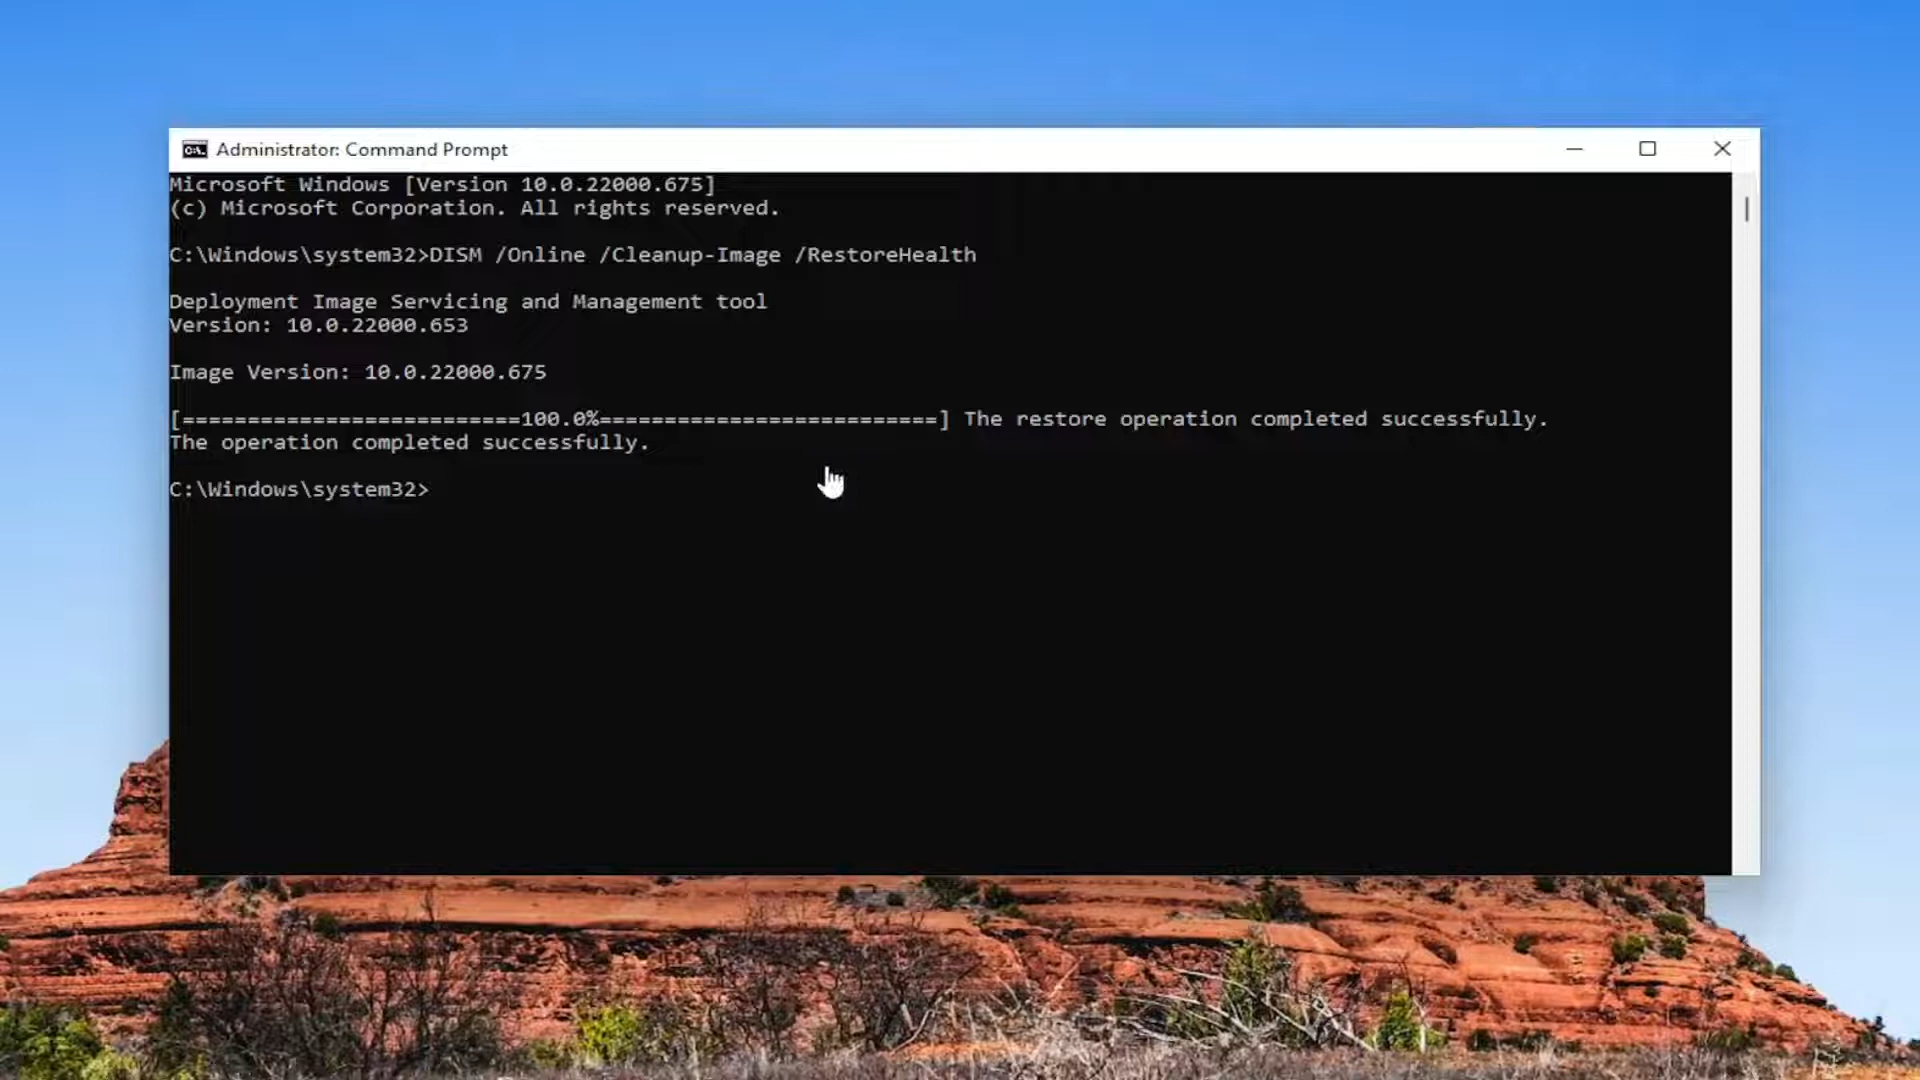 Administrator: Command Prompt
Microsoft Windows [Version 10.0.22000.675]
(c) Microsoft Corporation. All rights reserved.
C:\Windows\system32>DISM /Online /Cleanup-Image /RestoreHealth
Deployment Image Servicing and Management tool
Version: 10.0.22000.653
Image Version: 10.0.22000.675
[==========================100.0%==========================] The restore operation completed successfully.
The operation completed successfully.
C:\Windows\system32>